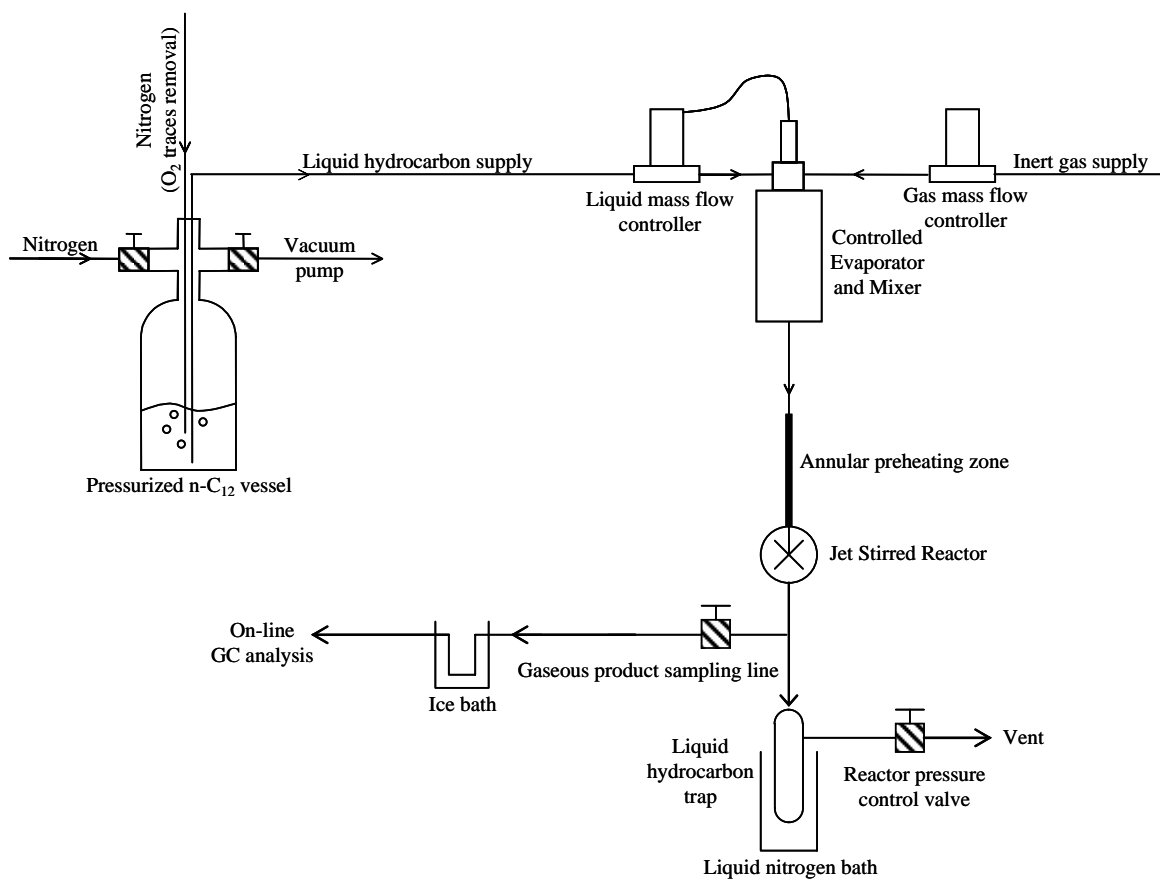 Nitrogen
(O₂ traces removal)
Liquid hydrocarbon supply
Inert gas supply
Liquid mass flow
controller
Gas mass flow
controller
Nitrogen
Vacuum
pump
Controlled
Evaporator
and Mixer
Pressurized n-C₁₂ vessel
Annular preheating zone
Jet Stirred Reactor
On-line
GC analysis
Gaseous product sampling line
Ice bath
Liquid
hydrocarbon
trap
Vent
Reactor pressure
control valve
Liquid nitrogen bath